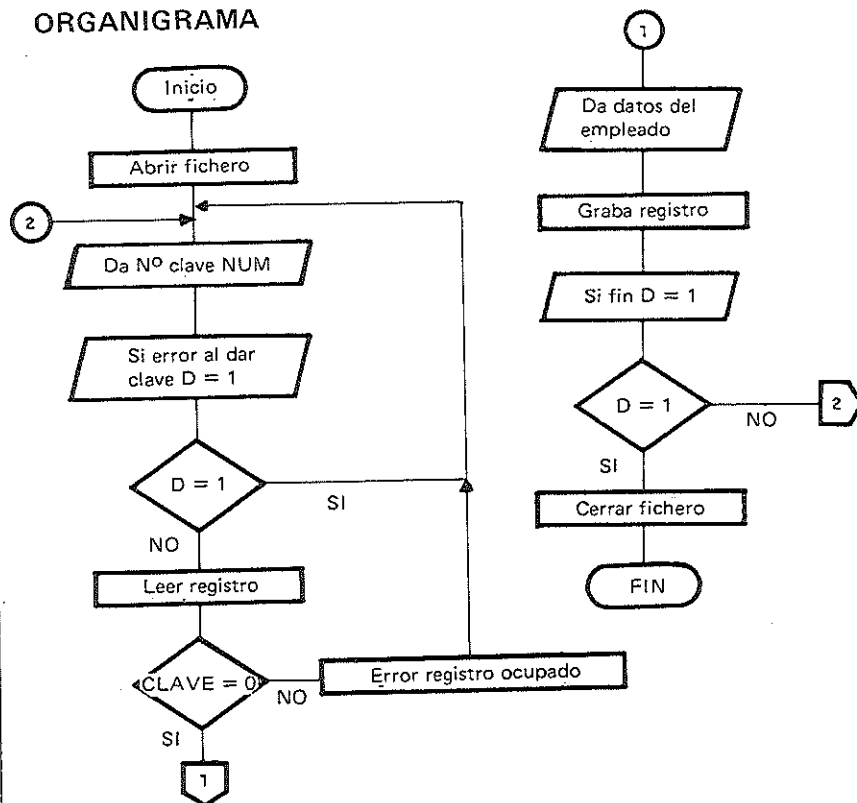 ORGANIGRAMA
Inicio
Abrir fichero
2
Da Nº clave NUM
Si error al dar
clave D = 1
D = 1
SI
NO
Leer registro
CLAVE = 0
NO
Error registro ocupado
SI
1
1
Da datos del
empleado
Graba registro
Si fin D = 1
D = 1
NO
2
SI
Cerrar fichero
FIN